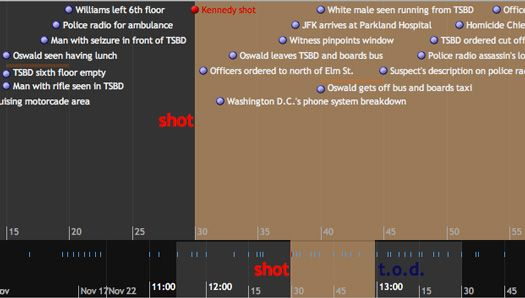 Williams left 6th floor
Kennedy shot
White male seen running from TSBD
Offic
Police radio for ambulance
JFK arrives at Parkland Hospital
Homicide Chie
Man with seizure in front of TSBD
Witness pinpoints window
TSBD ordered cut off
Oswald seen having lunch
Oswald leaves TSBD and boards bus
Police radio assassin's lo
TSBD sixth floor empty
Officers ordered to north of Elm St.
Suspect's description on police rad
Man with rifle seen in TSBD
Oswald gets off bus and boards taxi
uising motorcade area
Washington D.C.'s phone system breakdown
shot
15 20 25 30 35 40 45 50 55
shot
t.o.d.
ov
Nov 17
Nov 22
11:00
30
12:00
15
30
45
13:00
15
30
45